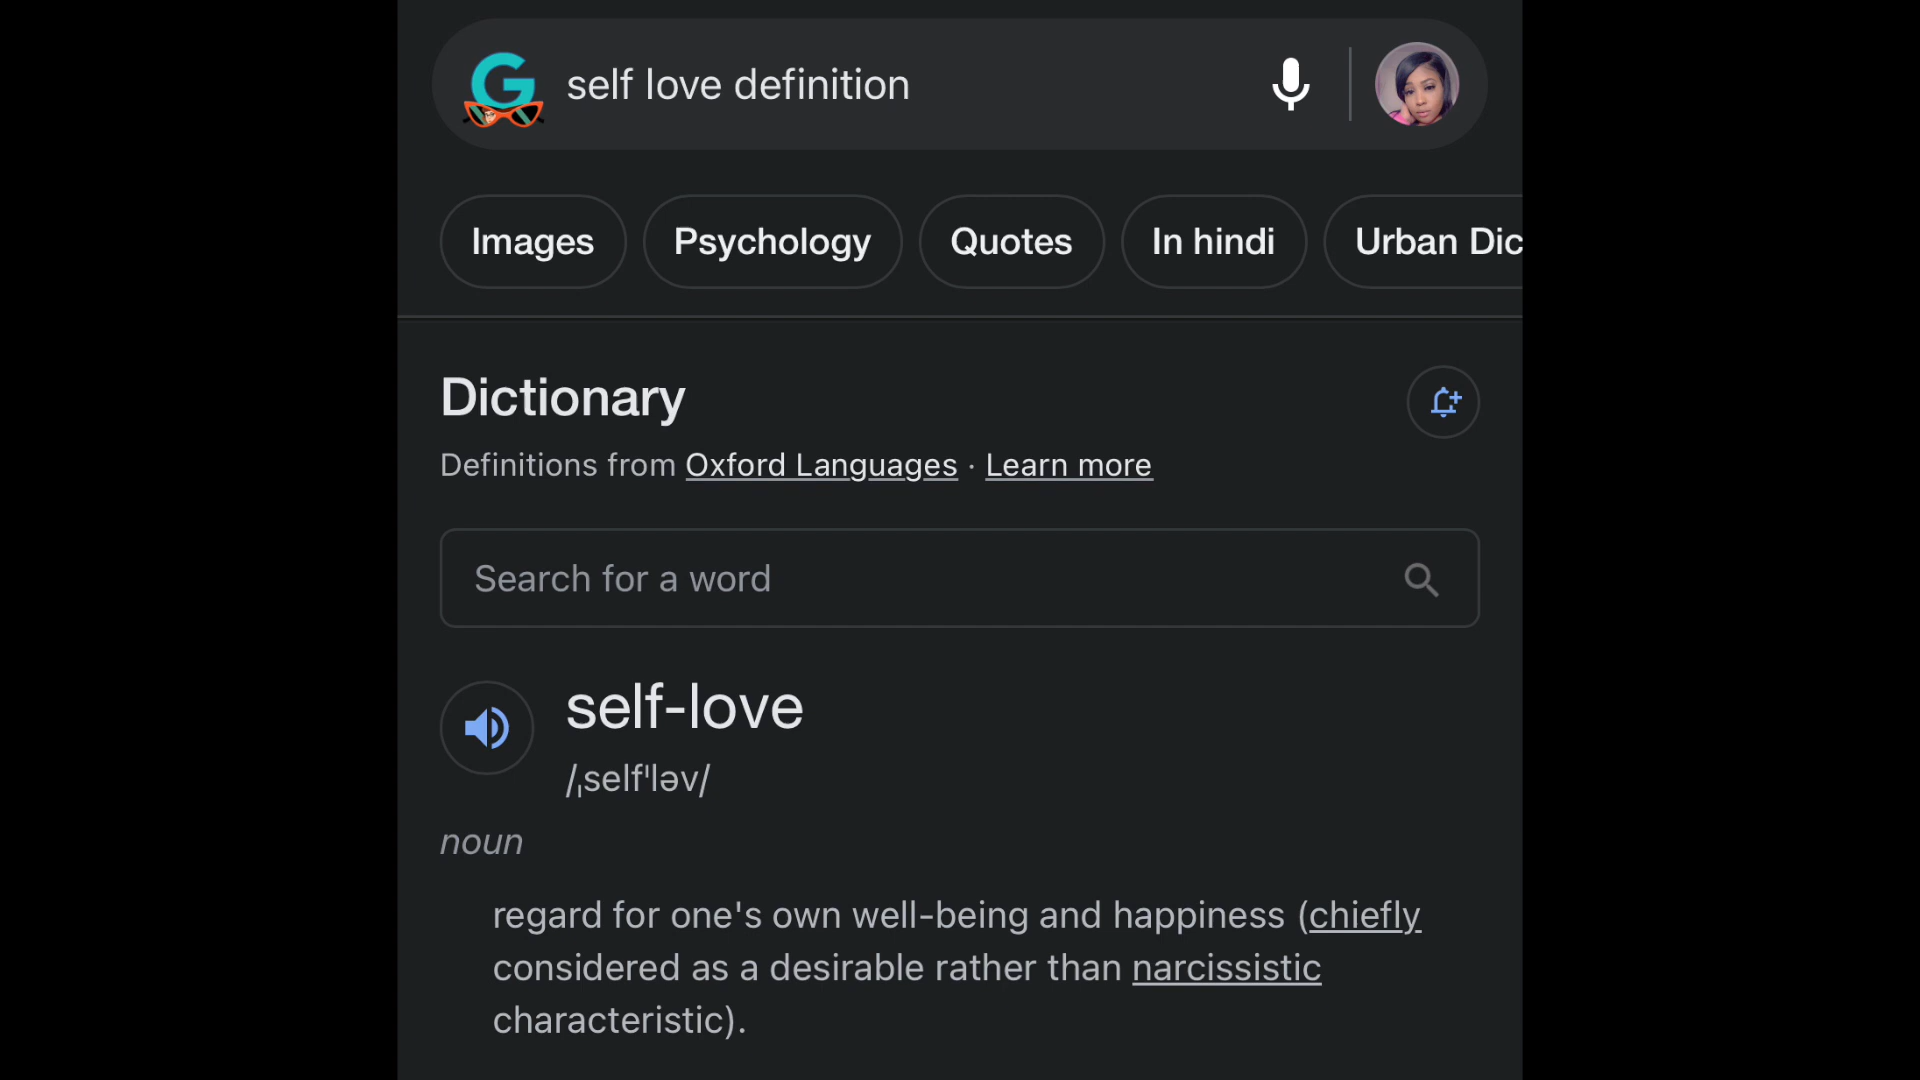 G self love definition
Images Psychology Quotes In hindi Urban Dic
Dictionary
Definitions from Oxford Languages · Learn more
Search for a word
self-love
/ˌselfˈləv/
noun
regard for one's own well-being and happiness (chiefly
considered as a desirable rather than narcissistic
characteristic).